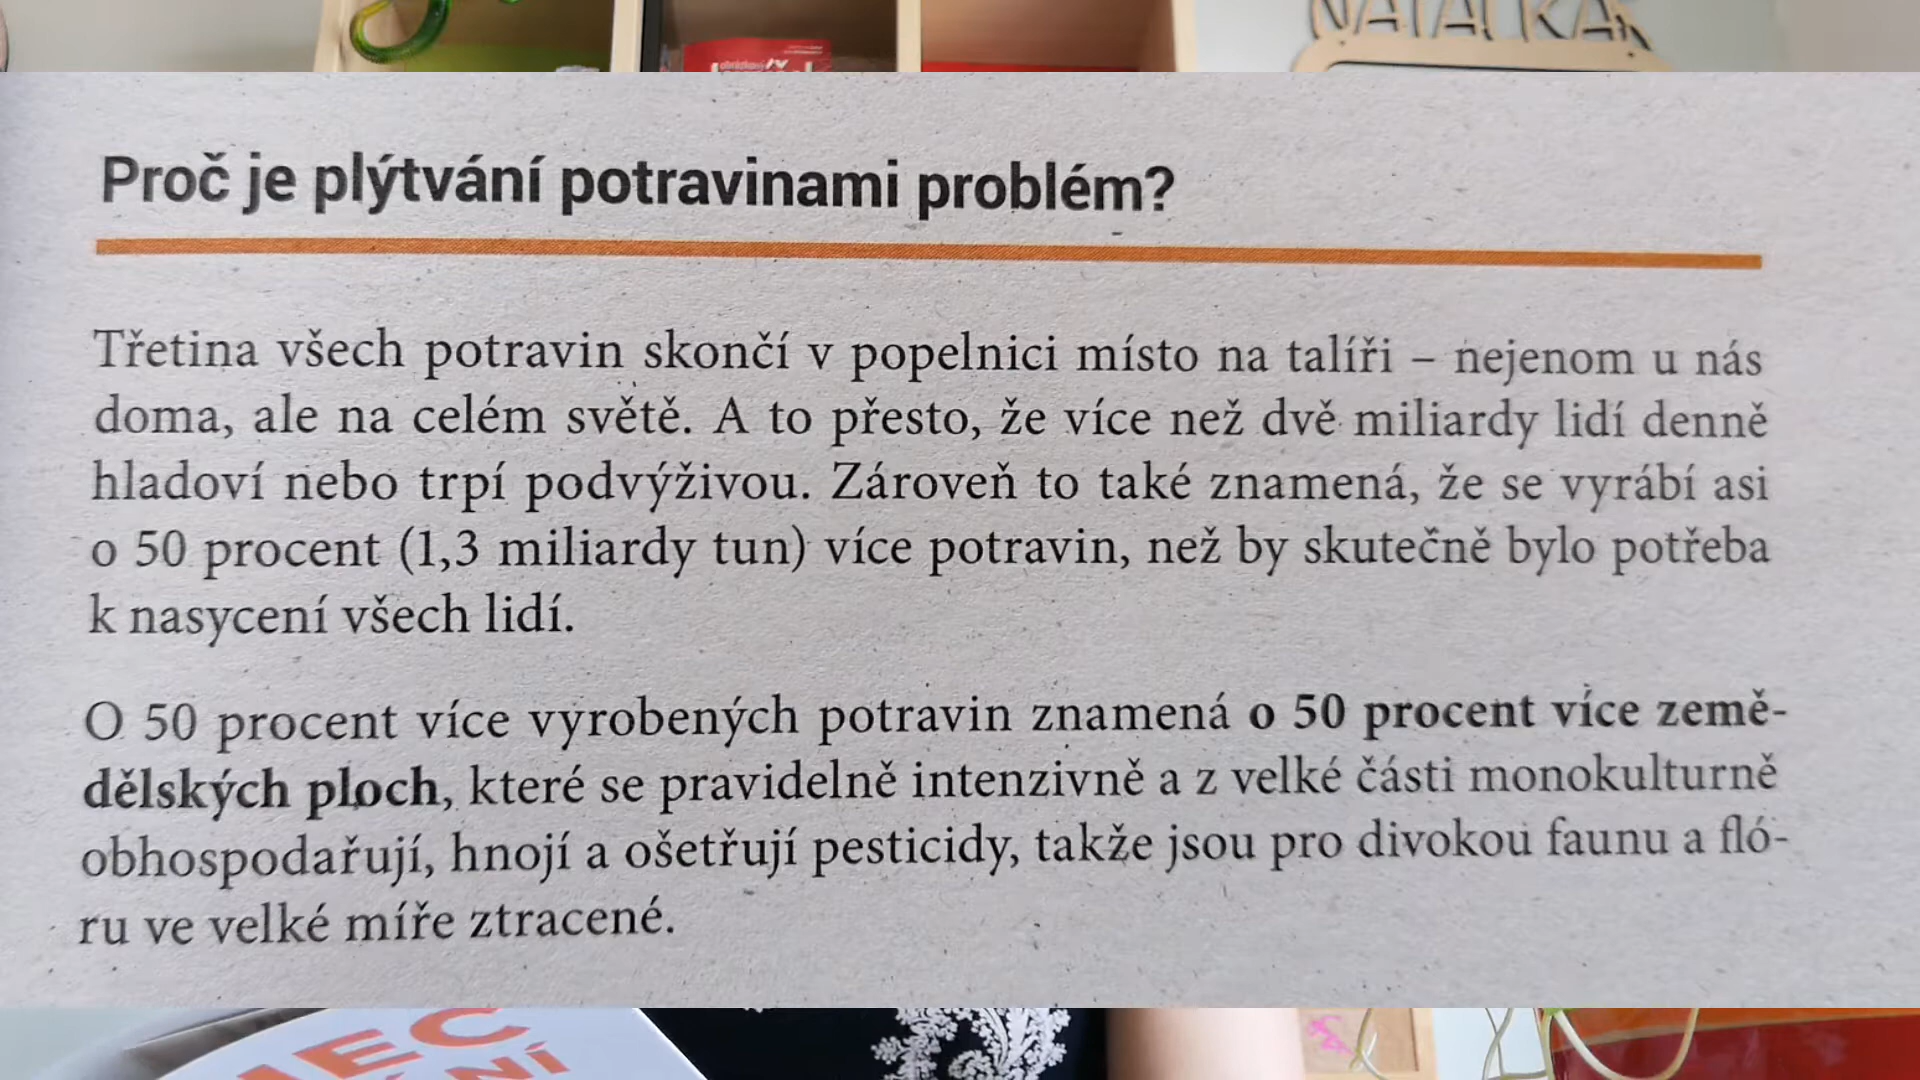 NATÁLKA
Proč je plýtvání potravinami problém?
Třetina všech potravin skončí v popelnici místo na talíři – nejenom u nás
doma, ale na celém světě. A to přesto, že více než dvě miliardy lidí denně
hladoví nebo trpí podvýživou. Zároveň to také znamená, že se vyrábí asi
o 50 procent (1,3 miliardy tun) více potravin, než by skutečně bylo potřeba
k nasycení všech lidí.
O 50 procent více vyrobených potravin znamená o 50 procent více země-
dělských ploch, které se pravidelně intenzivně a z velké části monokulturně
obhospodařují, hnojí a ošetřují pesticidy, takže jsou pro divokou faunu a fló-
ru ve velké míře ztracené.